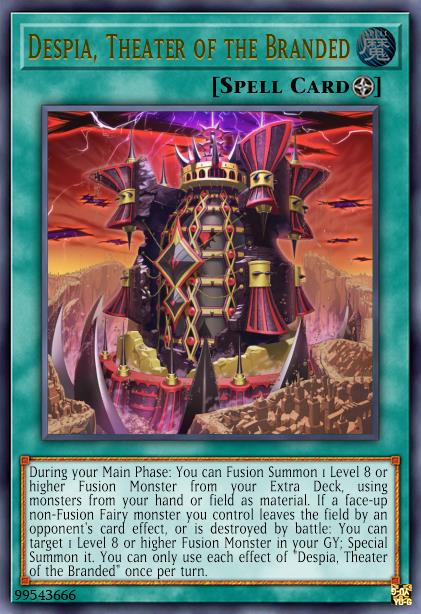 Despia, Theater of the Branded
[Spell Card]
During your Main Phase: You can Fusion Summon 1 Level 8 or
higher Fusion Monster from your Extra Deck, using
monsters from your hand or field as material. If a face-up
non-Fusion Fairy monster you control leaves the field by an
opponent's card effect, or is destroyed by battle: You can
target 1 Level 8 or higher Fusion Monster in your GY; Special
Summon it. You can only use each effect of "Despia, Theater
of the Branded" once per turn.
99543666